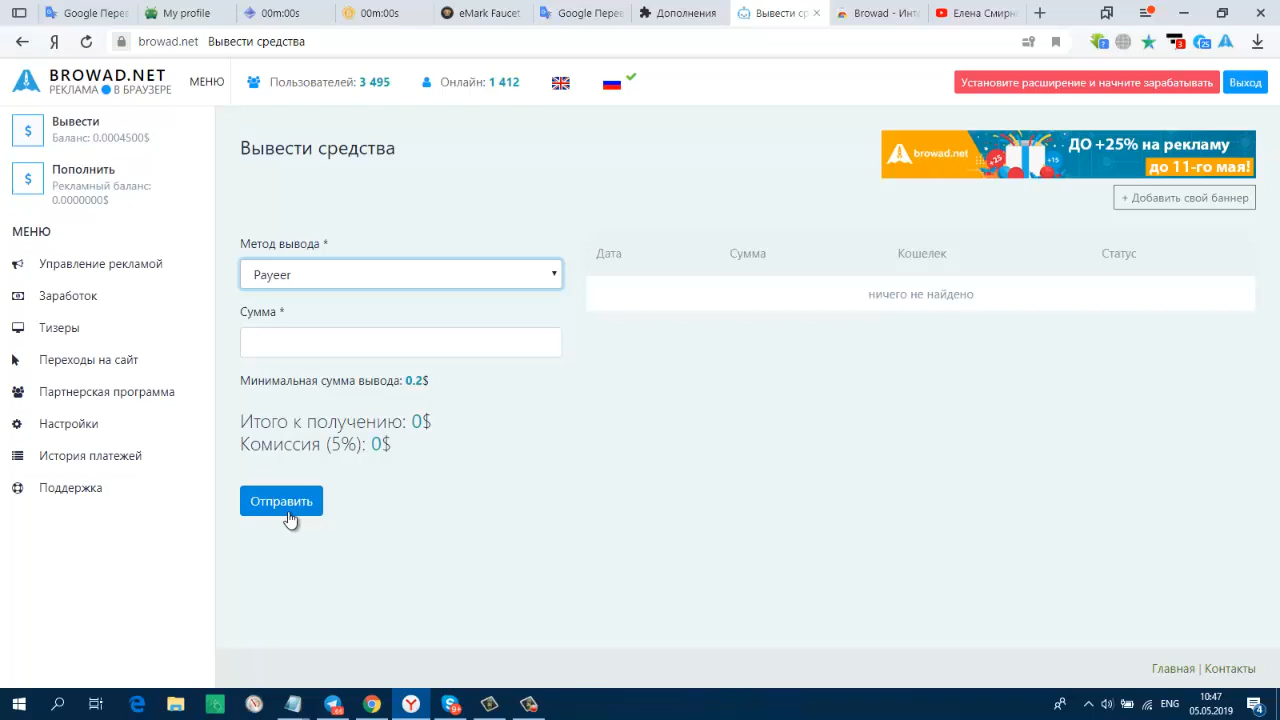 Google Перев
My profile
00m:00s
00m:00s
eMark Faucet
Google Перев
Дополнения
Вывести ср
Browad - Инт
Елена Смирн
browad.net Вывести средства
BROWAD.NET
РЕКЛАМА В БРАУЗЕРЕ
МЕНЮ
Пользователей: 3 495
Онлайн: 1 412
Установите расширение и начните зарабатывать
Выход
Вывести
Баланс: 0.0004500$
Пополнить
Рекламный баланс:
0.0000000$
МЕНЮ
Управление рекламой
Заработок
Тизеры
Переходы на сайт
Партнерская программа
Настройки
История платежей
Поддержка
Вывести средства
browad.net
+25
+15
ДО +25% на рекламу
до 11-го мая!
+ Добавить свой баннер
Метод вывода *
Payeer
Сумма *
Минимальная сумма вывода: 0.2$
Итого к получению: 0$
Комиссия (5%): 0$
Отправить
Дата Сумма Кошелек Статус
ничего не найдено
Главная | Контакты
ENG
10:47
05.05.2019